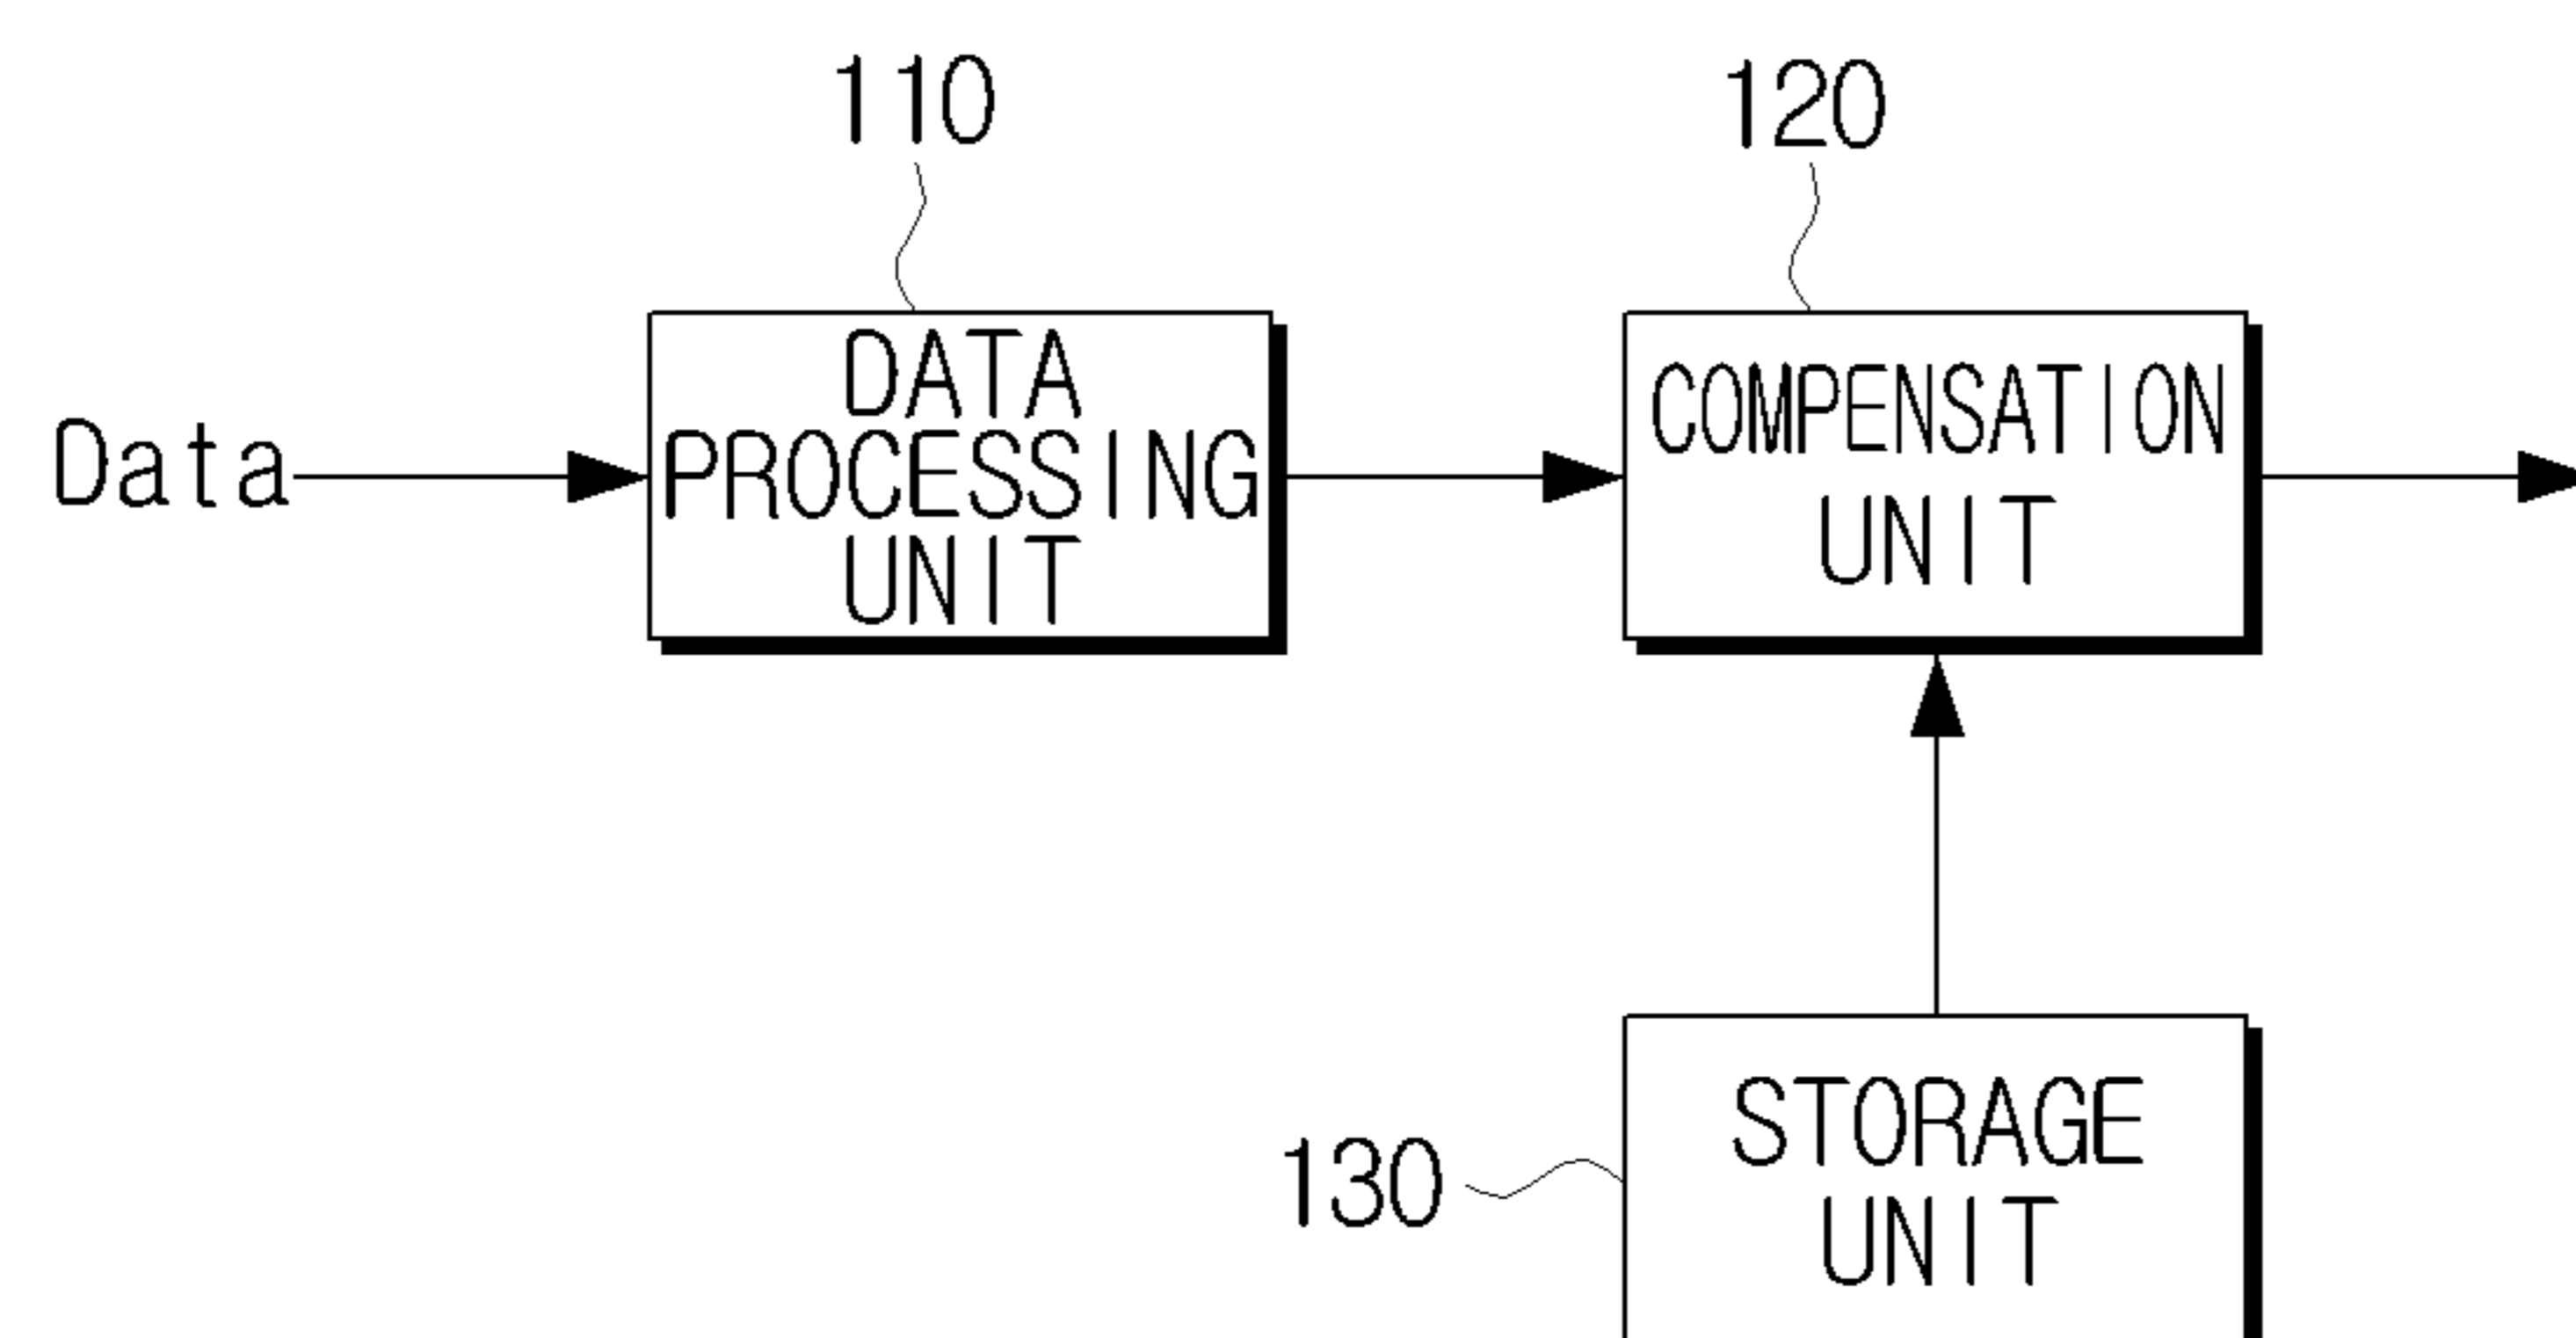 110
120
Data
DATA
PROCESSING
UNIT
COMPENSATION
UNIT
130
STORAGE
UNIT